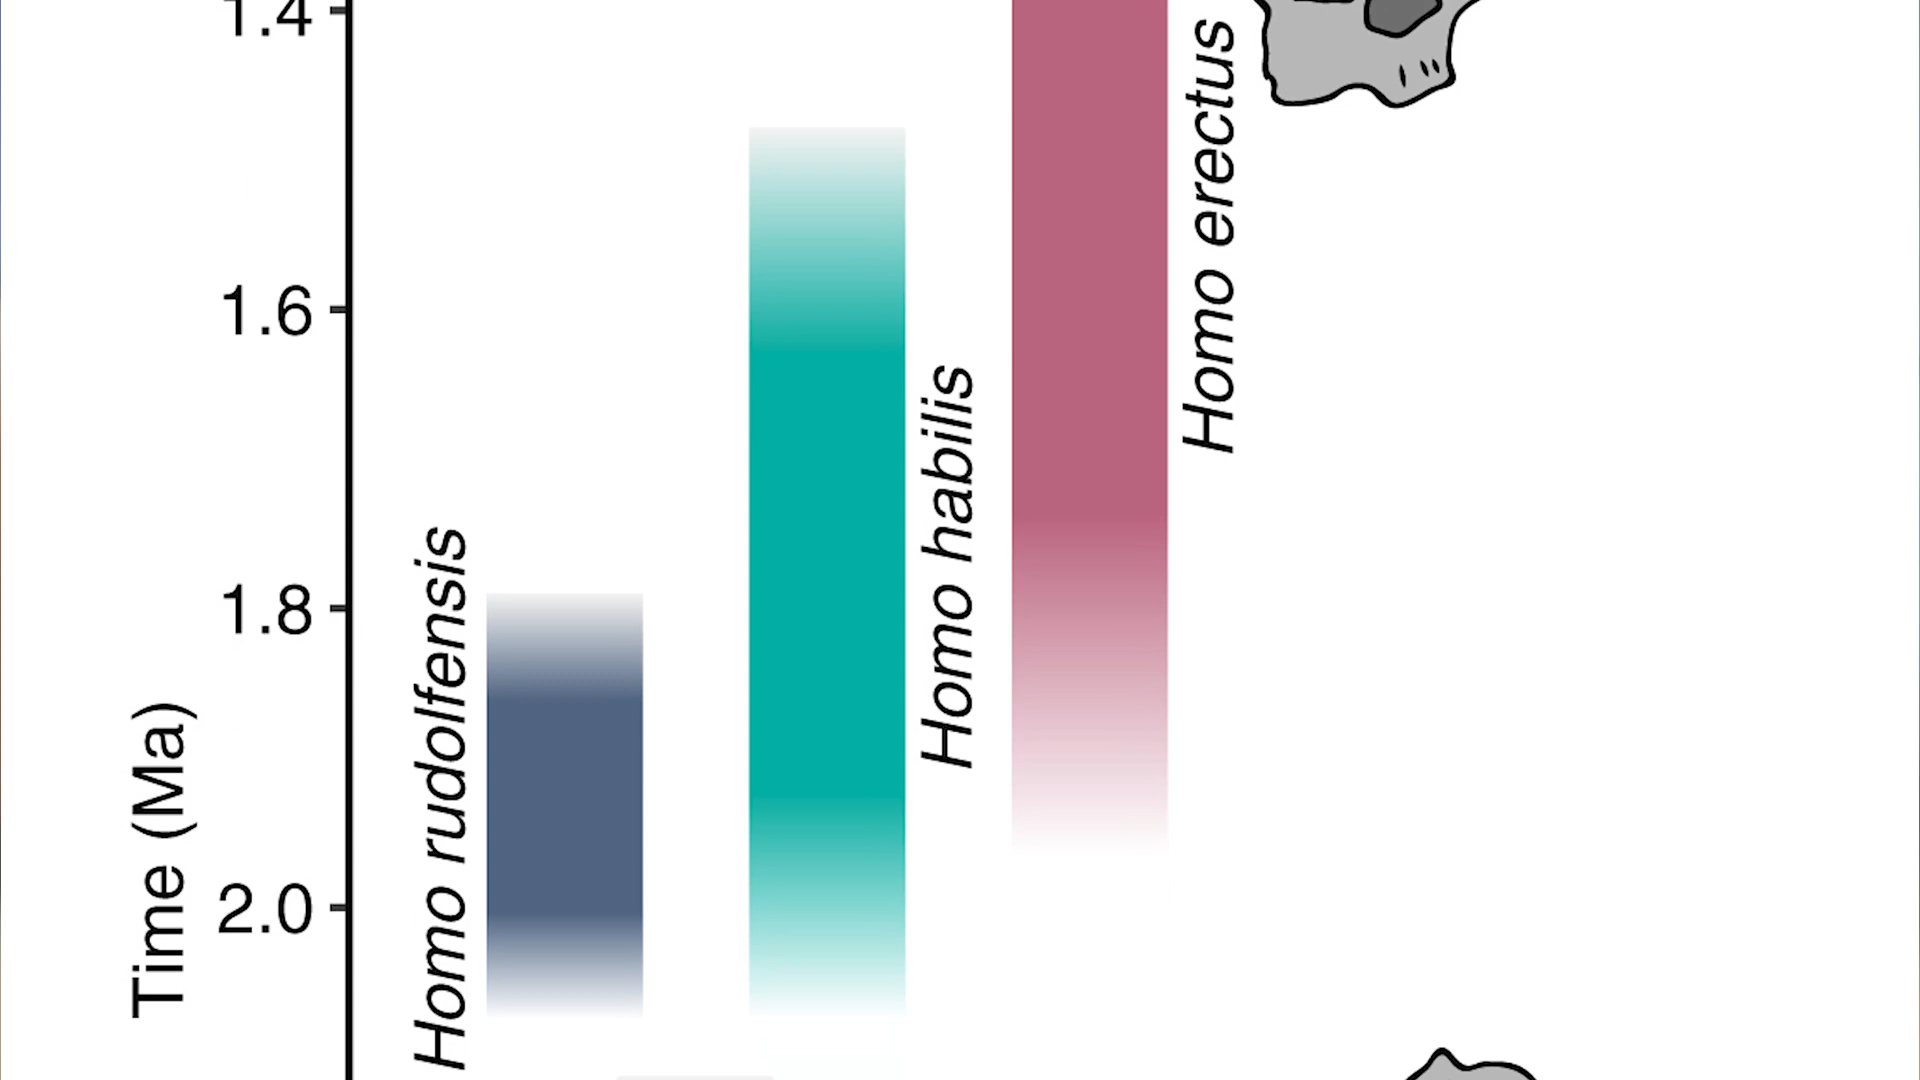 1.4
1.6
1.8
2.0
Time (Ma)
Homo rudolfensis
Homo habilis
Homo erectus